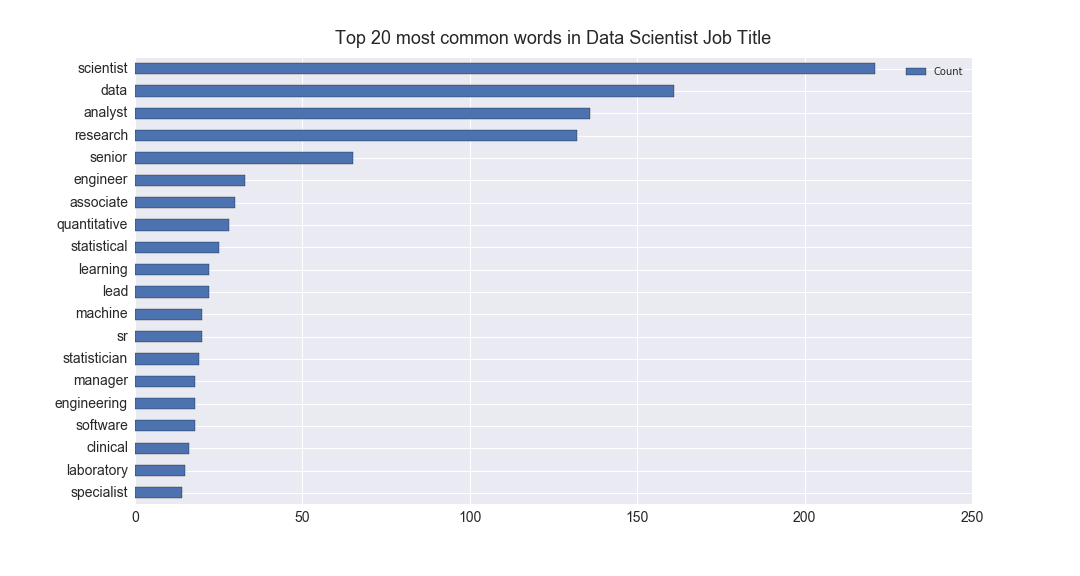 Top 20 most common words in Data Scientist Job Title
Count
scientist
data
analyst
research
senior
engineer
associate
quantitative
statistical
learning
lead
machine
sr
statistician
manager
engineering
software
clinical
laboratory
specialist
0 50 100 150 200 250